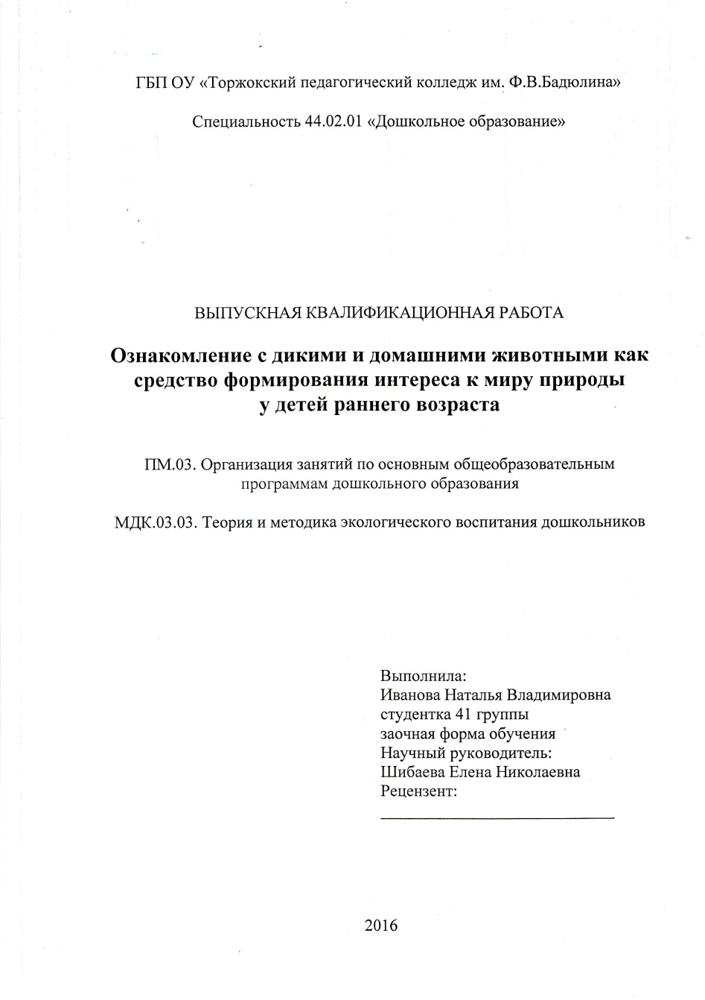 ГБП ОУ «Торжокский педагогический колледж им. Ф.В.Бадюлина»
Специальность 44.02.01 «Дошкольное образование»
ВЫПУСКНАЯ КВАЛИФИКАЦИОННАЯ РАБОТА
Ознакомление с дикими и домашними животными как
средство формирования интереса к миру природы
у детей раннего возраста
ПМ.03. Организация занятий по основным общеобразовательным
программам дошкольного образования
МДК.03.03. Теория и методика экологического воспитания дошкольников
Выполнила:
Иванова Наталья Владимировна
студентка 41 группы
заочная форма обучения
Научный руководитель:
Шибаева Елена Николаевна
Рецензент:
2016